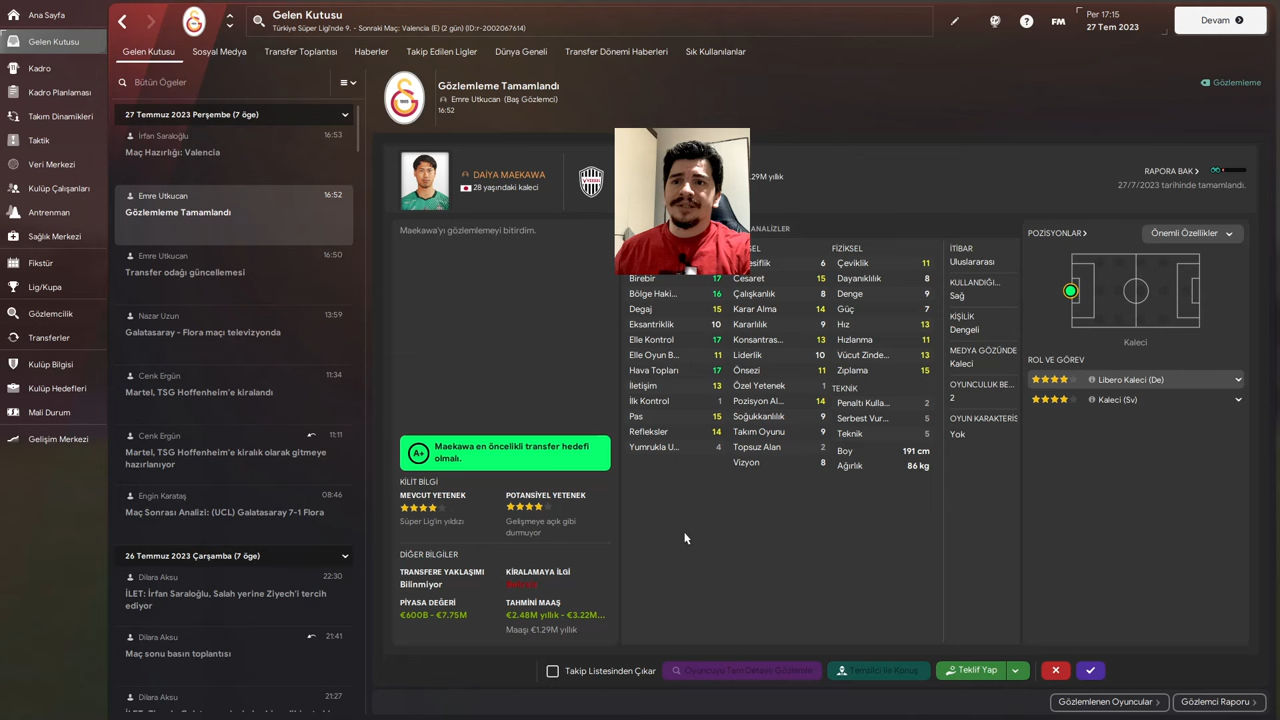 Ana Sayfa
Gelen Kutusu
Kadro
Kadro Planlaması
Takım Dinamikleri
Taktik
Veri Merkezi
Kulüp Çalışanları
Antrenman
Sağlık Merkezi
Fikstür
Lig/Kupa
Gözlemcilik
Transferler
Kulüp Bilgisi
Kulüp Hedefleri
Mali Durum
Gelişim Merkezi
Gelen Kutusu
Türkiye Süper Ligi'nde 9. - Sonraki Maç: Valencia (E) (2 gün) (ID:r-2002067614)
FM
Per 17:15
27 Tem 2023
Devam
Gelen Kutusu
Sosyal Medya
Transfer Toplantısı
Haberler
Takip Edilen Ligler
Dünya Geneli
Transfer Dönemi Haberleri
Sık Kullanılanlar
Bütün Ögeler
27 Temmuz 2023 Perşembe (7 öge)
İrfan Saraloğlu 16:53
Maç Hazırlığı: Valencia
Emre Utkucan 16:52
Gözlemleme Tamamlandı
Emre Utkucan 16:50
Transfer odağı güncellemesi
Nazar Uzun 13:59
Galatasaray - Flora maçı televizyonda
Cenk Ergün 11:34
Martel, TSG Hoffenheim'e kiralandı
Cenk Ergün 11:11
Martel, TSG Hoffenheim'e kiralık olarak gitmeye
hazırlanıyor
Engin Karataş 08:46
Maç Sonrası Analizi: (UCL) Galatasaray 7-1 Flora
26 Temmuz 2023 Çarşamba (7 öge)
Dilara Aksu 22:30
İLET: İrfan Saraloğlu, Salah yerine Ziyech'i tercih
ediyor
Dilara Aksu 21:41
Maç sonu basın toplantısı
Dilara Aksu 21:27
Gözlemleme Tamamlandı
Emre Utkucan (Baş Gözlemci)
16:52
Gözlemleme
DAİYA MAEKAWA
28 yaşındaki kaleci
.29M yıllık
RAPORA BAK
27/7/2023 tarihinde tamamlandı.
Maekawa'yı gözlemlemeyi bitirdim.
A+
Maekawa en öncelikli transfer hedefi
olmalı.
KİLİT BİLGİ
MEVCUT YETENEK
Süper Lig'in yıldızı
POTANSİYEL YETENEK
Gelişmeye açık gibi
durmuyor
DİĞER BİLGİLER
TRANSFERE YAKLAŞIMI
Bilinmiyor
KİRALAMAYA İLGİ
PİYASA DEĞERİ
€600B - €7.75M
TAHMİNİ MAAŞ
€2.48M yıllık - €3.22M...
Maaşı €1.29M yıllık
ANALİZLER
Birebir 17
Bölge Haki... 16
Degaj 15
Eksantriklik 10
Elle Kontrol 17
Elle Oyun B... 11
Hava Topları 17
İletişim 13
İlk Kontrol 1
Pas 15
Refleksler 14
Yumrukla U... 4
6
Cesaret 15
Çalışkanlık 8
Karar Alma 14
Kararlılık 9
Konsantras... 13
Liderlik 10
Önsezi 11
Özel Yetenek 1
Pozisyon Al... 14
Soğukkanlılık 9
Takım Oyunu 9
Topsuz Alan 2
Vizyon 8
FİZİKSEL
Çeviklik 11
Dayanıklılık 8
Denge 9
Güç 7
Hız 13
Hızlanma 11
Vücut Zinde... 13
Zıplama 15
TEKNİK
Penaltı Kulla... 2
Serbest Vur... 5
Teknik 5
Boy 191 cm
Ağırlık 86 kg
İTİBAR
Uluslararası
KULLANDIĞI...
Sağ
KİŞİLİK
Dengeli
MEDYA GÖZÜNDE
Kaleci
OYUNCULUK BE...
2
OYUN KARAKTERİS
Yok
POZİSYONLAR
Önemli Özellikler
Kaleci
ROL VE GÖREV
Libero Kaleci (De)
Kaleci (Sv)
Takip Listesinden Çıkar
Temsilci ile Konuş
Teklif Yap
Gözlemlenen Oyuncular
Gözlemci Raporu